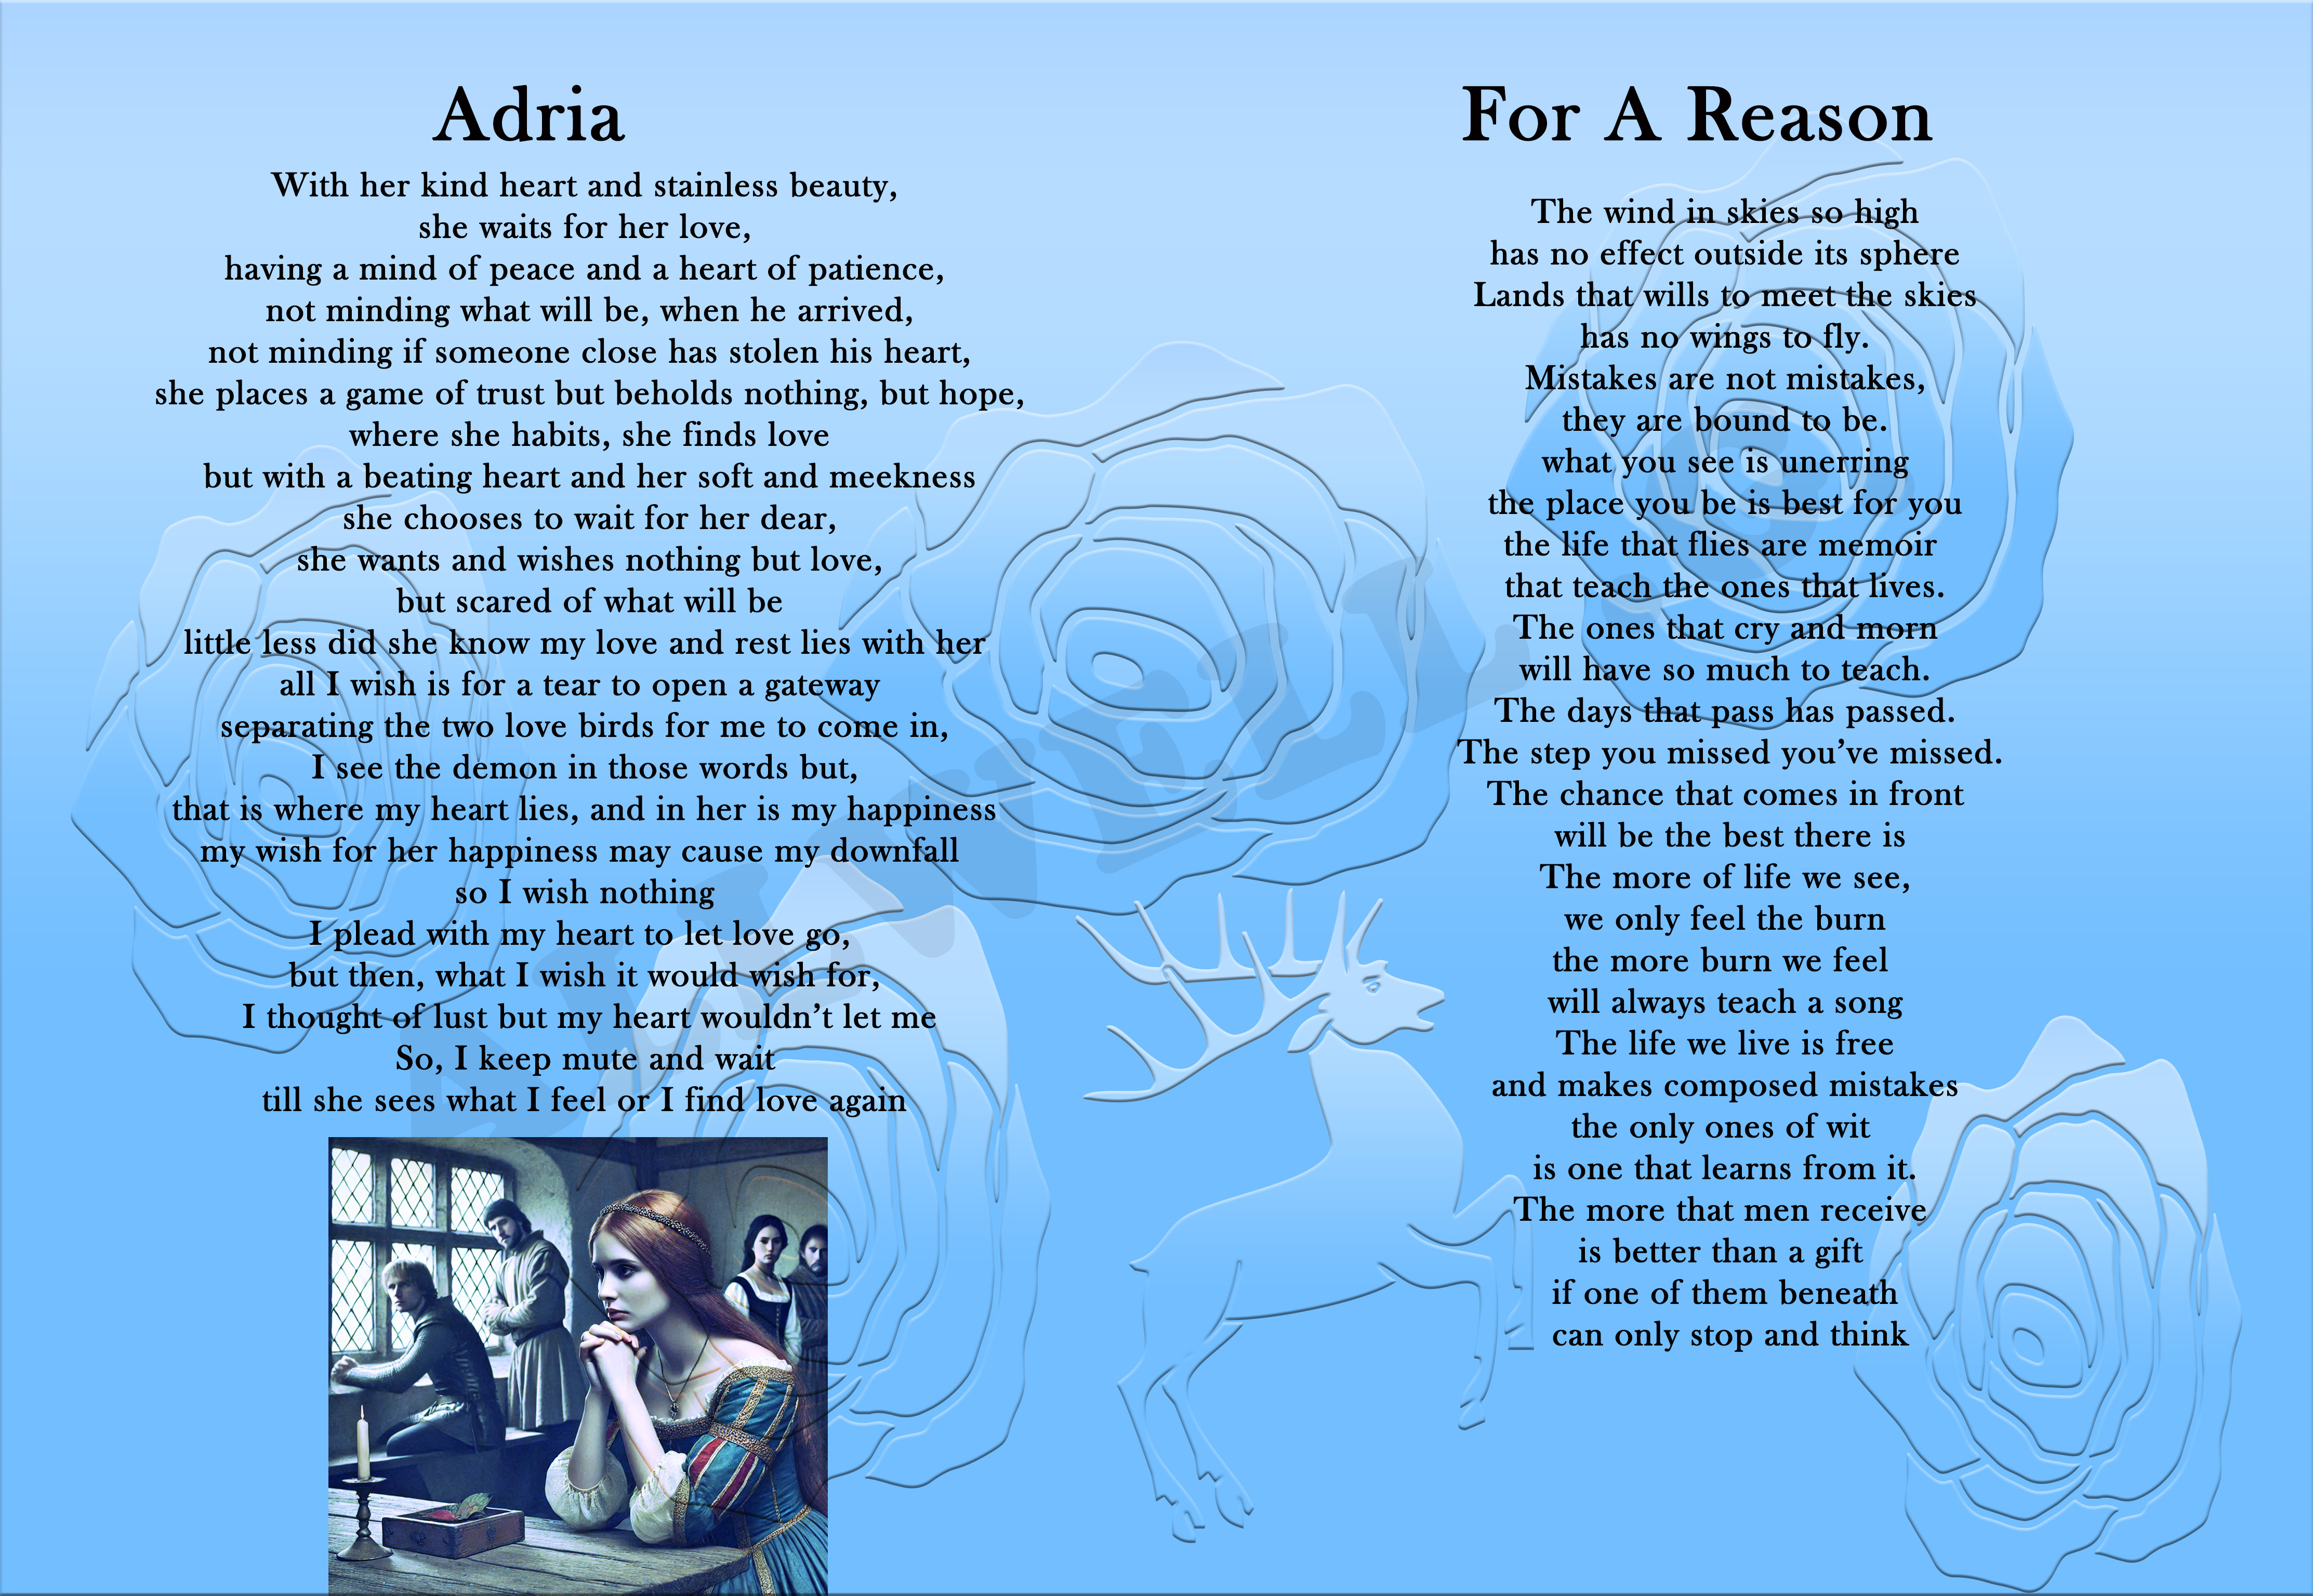 Adria
With her kind heart and stainless beauty,
she waits for her love,
having a mind of peace and a heart of patience,
not minding what will be, when he arrived,
not minding if someone close has stolen his heart,
she places a game of trust but beholds nothing, but hope,
where she habits, she finds love
but with a beating heart and her soft and meekness
she chooses to wait for her dear,
she wants and wishes nothing but love,
but scared of what will be
little less did she know my love and rest lies with her
all I wish is for a tear to open a gateway
separating the two love birds for me to come in,
I see the demon in those words but,
that is where my heart lies, and in her is my happiness
my wish for her happiness may cause my downfall
so I wish nothing
I plead with my heart to let love go,
but then, what I wish it would wish for,
I thought of lust but my heart wouldn't let me
So, I keep mute and wait
till she sees what I feel or I find love again
For A Reason
The wind in skies so high
has no effect outside its sphere
Lands that wills to meet the skies
has no wings to fly.
Mistakes are not mistakes,
they are bound to be.
what you see is unerring
the place you be is best for you
the life that flies are memoir
that teach the ones that lives.
The ones that cry and morn
will have so much to teach.
The days that pass has passed.
The step you missed you've missed.
The chance that comes in front
will be the best there is
The more of life we see,
we only feel the burn
the more burn we feel
will always teach a song
The life we live is free
and makes composed mistakes
the only ones of wit
is one that learns from it.
The more that men receive
is better than a gift
if one of them beneath
can only stop and think